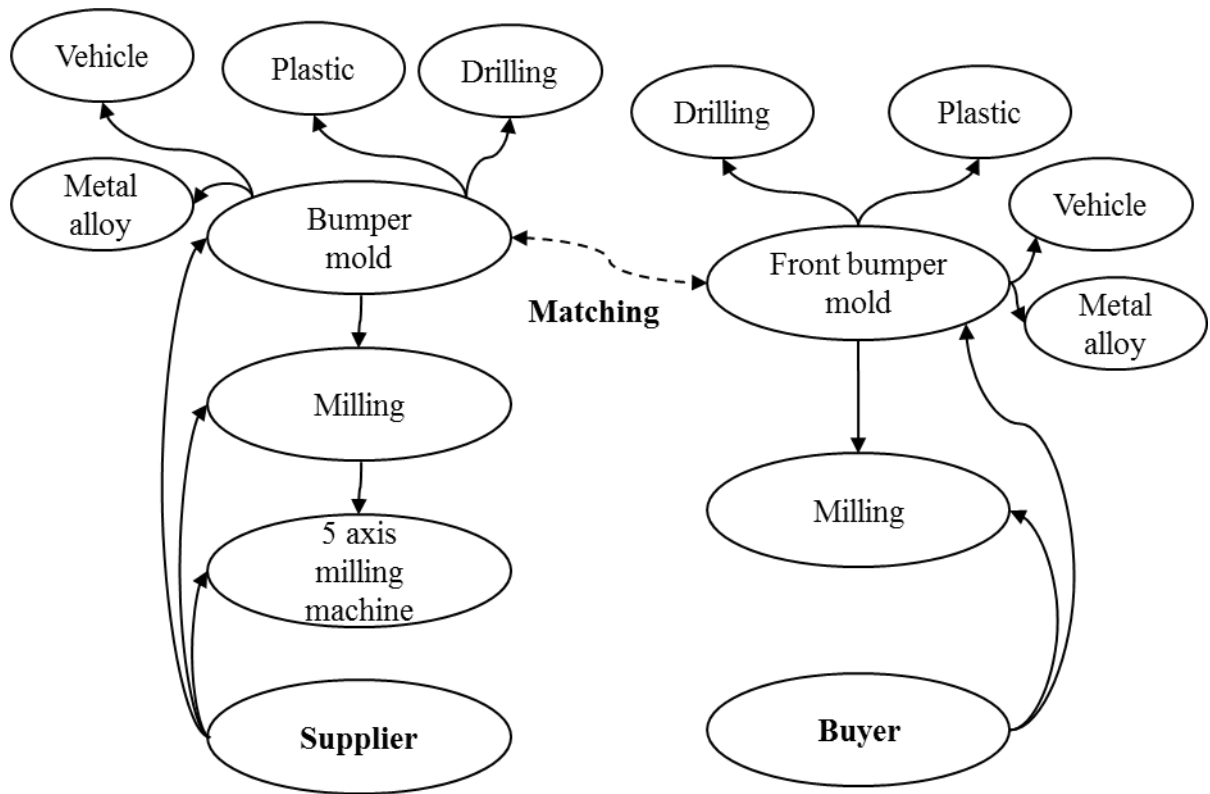 Vehicle
Plastic
Drilling
Metal
alloy
Bumper
mold
Matching
Milling
5 axis
milling
machine
Supplier
Drilling
Plastic
Vehicle
Front bumper
mold
Metal
alloy
Milling
Buyer